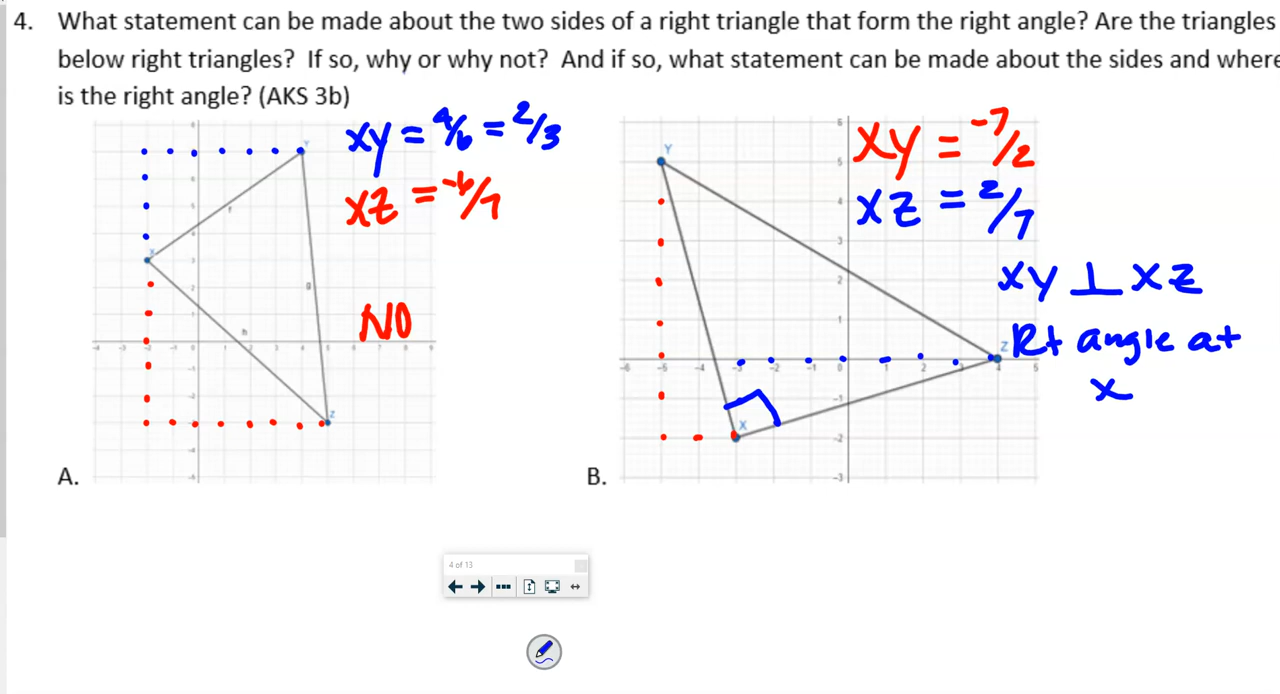 4. What statement can be made about the two sides of a right triangle that form the right angle? Are the triangles
below right triangles? If so, why or why not? And if so, what statement can be made about the sides and where
is the right angle? (AKS 3b)
xy = 4/6 = 2/3
xz = -6/7
NO
A.
Y
X
Z
f
g
h
xy = -7/2
xz = 2/7
xy ⊥ xz
Rt angle at
x
B.
Y
X
Z
4 of 13